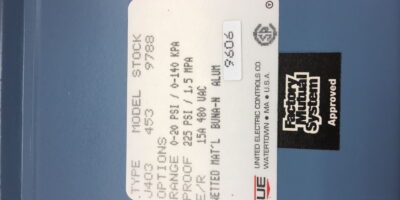 TYPE MODEL STOCK
J403 453 9788
OPTIONS
RANGE 0-20 PSI / 0-140 KPA
PROOF 225 PSI / 1,5 MPA
E/R 15A 480 VAC
WETTED MAT'L BUNA-N ALUM
9606
UE
UNITED ELECTRIC CONTROLS CO
WATERTOWN • MA • U.S.A.
Factory
Mutual
System
Approved